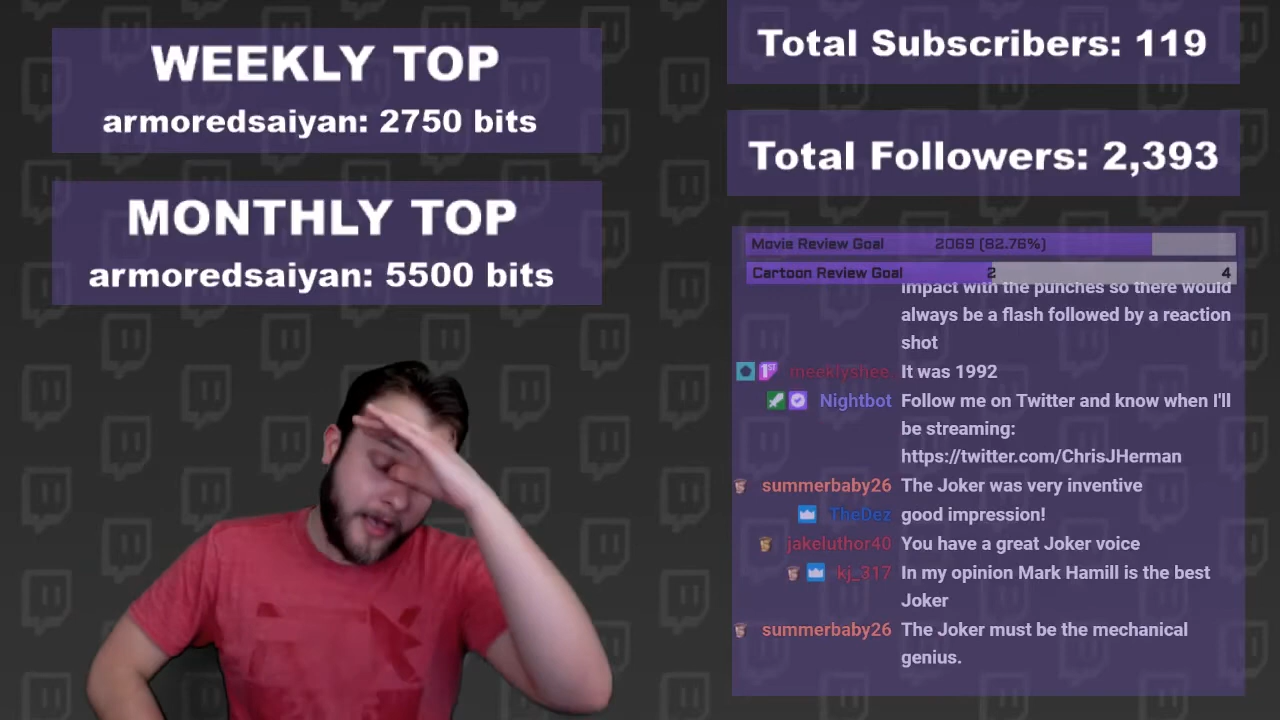 WEEKLY TOP
armoredsaiyan: 2750 bits
MONTHLY TOP
armoredsaiyan: 5500 bits
Total Subscribers: 119
Total Followers: 2,393
Movie Review Goal 2069 (82.76%)
Cartoon Review Goal 2 4
impact with the punches so there would
always be a flash followed by a reaction
shot
meeklyshee. It was 1992
Nightbot Follow me on Twitter and know when I'll
be streaming:
https://twitter.com/ChrisJHerman
summerbaby26 The Joker was very inventive
TheDez good impression!
jakeluthor40 You have a great Joker voice
kj_317 In my opinion Mark Hamill is the best
Joker
summerbaby26 The Joker must be the mechanical
genius.